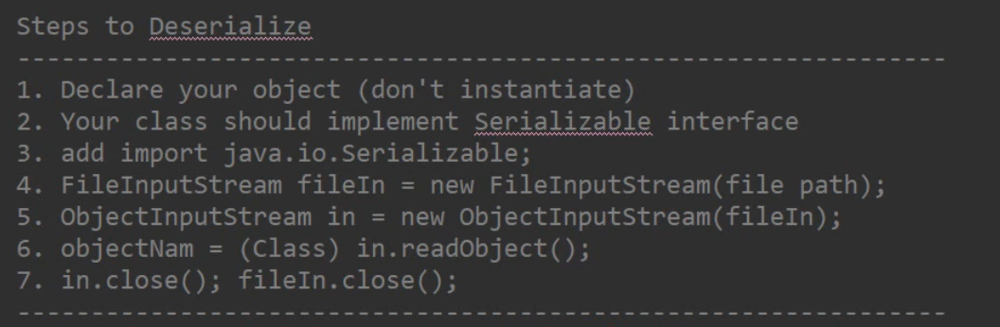 Steps to Deserialize
---------------------------------------------------------------
1. Declare your object (don't instantiate)
2. Your class should implement Serializable interface
3. add import java.io.Serializable;
4. FileInputStream fileIn = new FileInputStream(file path);
5. ObjectInputStream in = new ObjectInputStream(fileIn);
6. objectNam = (Class) in.readObject();
7. in.close(); fileIn.close();
---------------------------------------------------------------